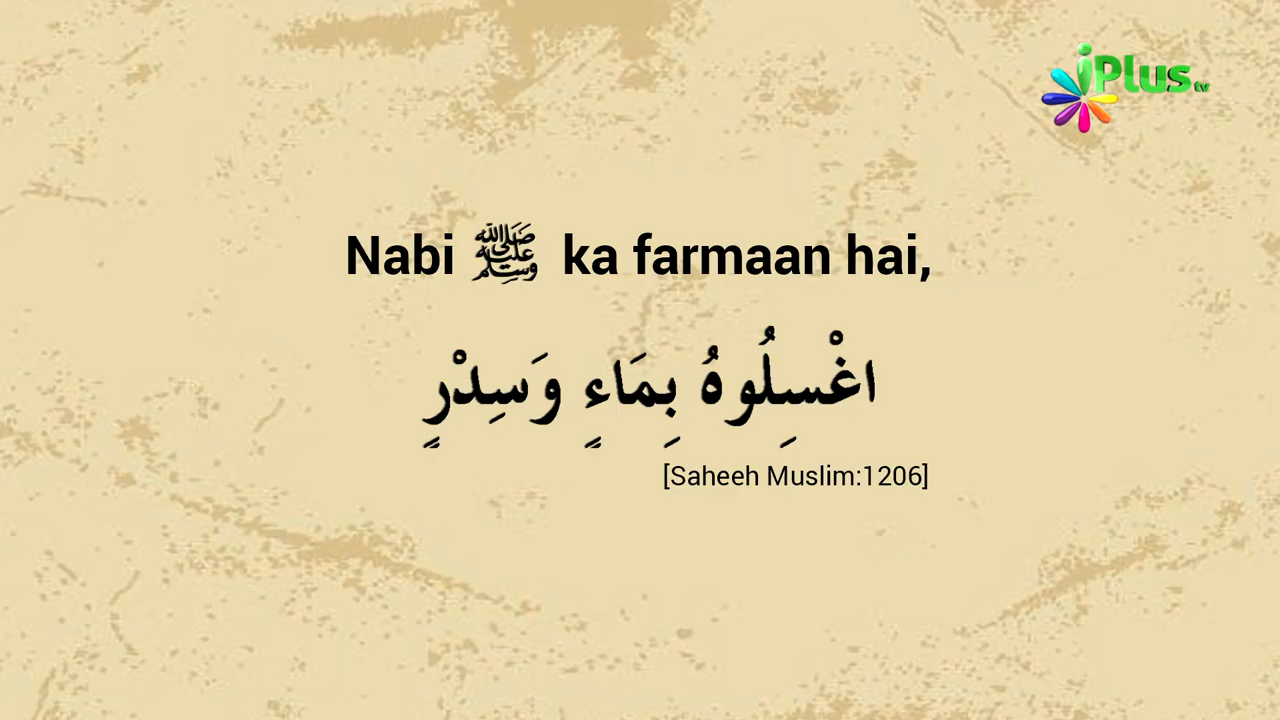 iPlus tv
Nabi ﷺ ka farmaan hai,
اغْسِلُوهُ بِمَاءٍ وَسِدْرٍ
[Saheeh Muslim:1206]